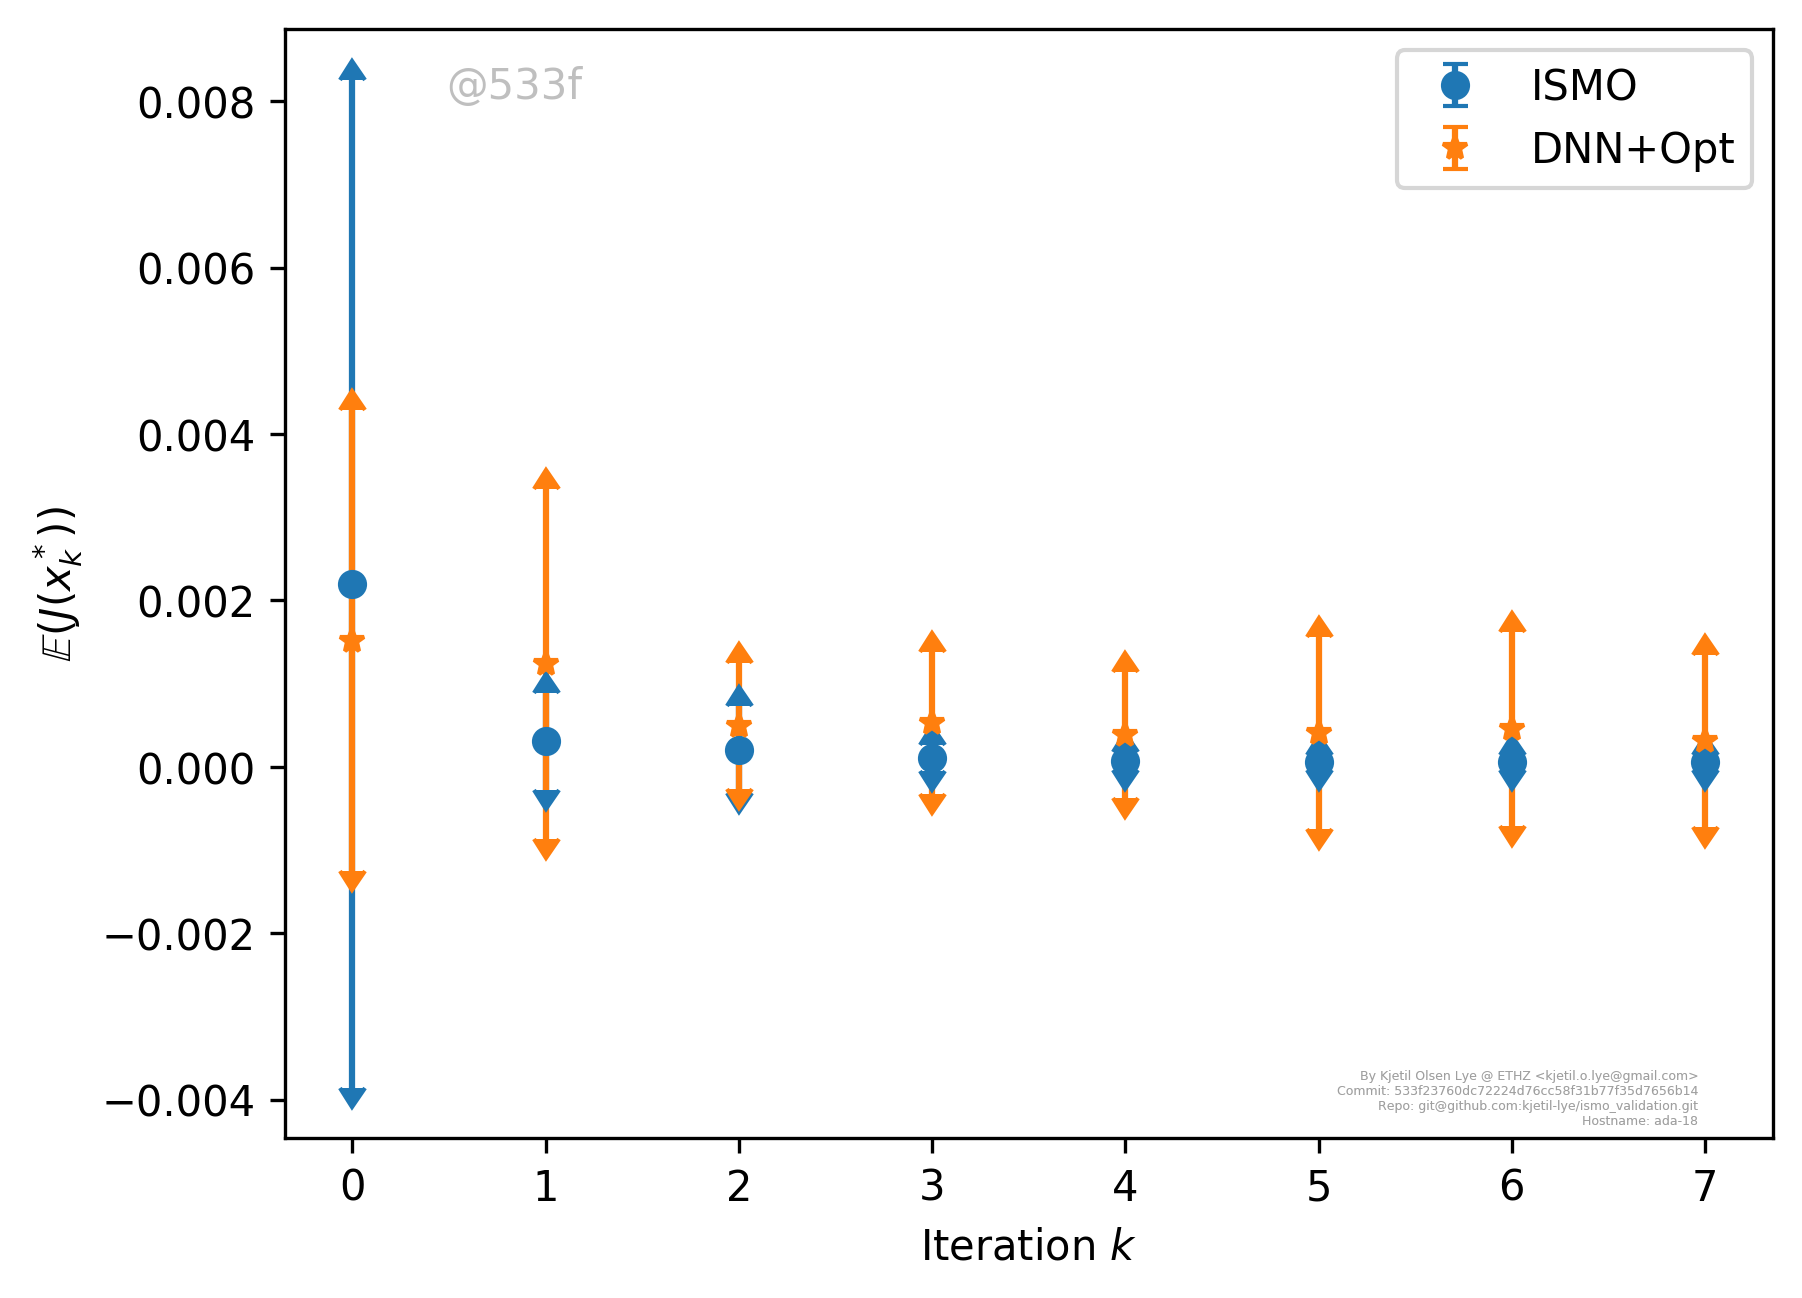 @533f
ISMO
DNN+Opt
0.008
0.006
0.004
0.002
0.000
−0.002
−0.004
𝔼(J(x*k))
0 1 2 3 4 5 6 7
Iteration k
By Kjetil Olsen Lye @ ETHZ <kjetil.o.lye@gmail.com>
Commit: 533f23760dc72224d76cc58f31b77f35d7656b14
Repo: git@github.com:kjetil-lye/ismo_validation.git
Hostname: ada-18